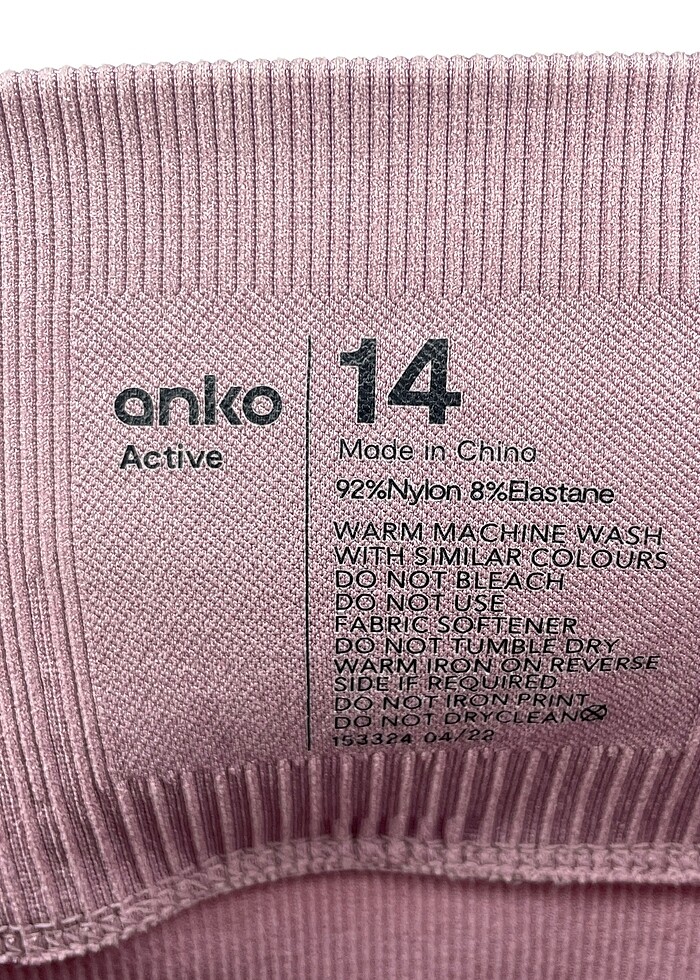 anko
Active
14
Made in China
92%Nylon 8%Elastane
WARM MACHINE WASH
WITH SIMILAR COLOURS
DO NOT BLEACH
DO NOT USE
FABRIC SOFTENER
DO NOT TUMBLE DRY
WARM IRON ON REVERSE
SIDE IF REQUIRED
DO NOT IRON PRINT
DO NOT DRYCLEAN
153324 04/22